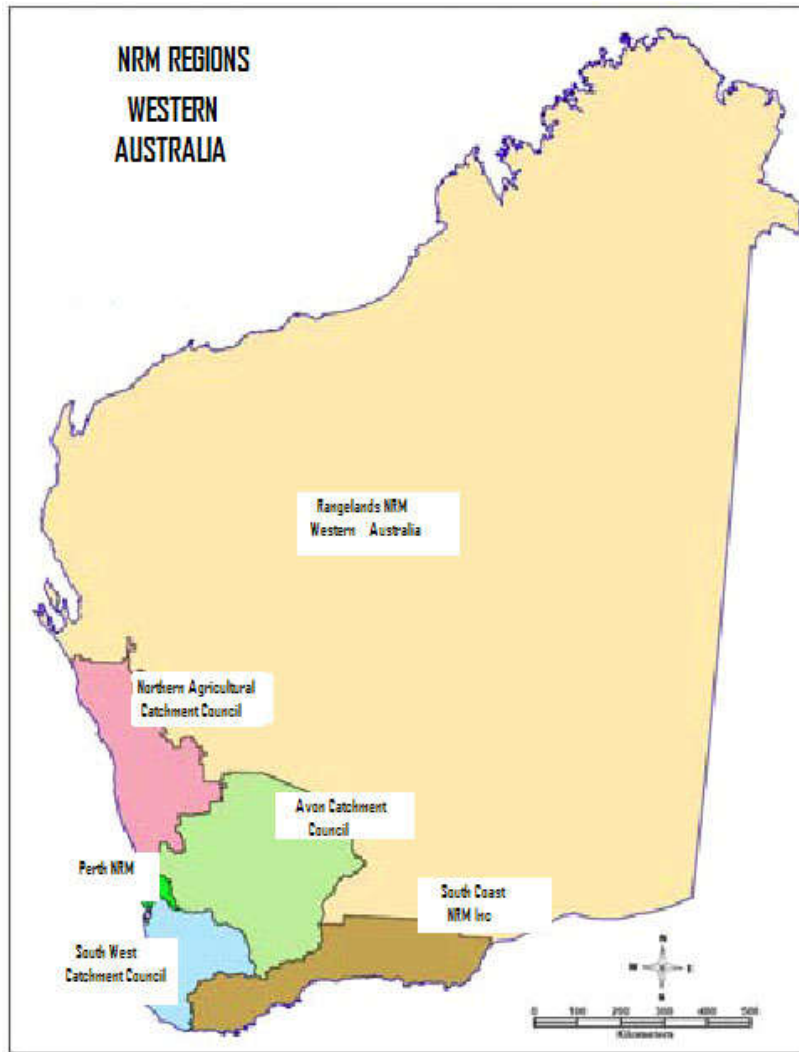 NRM REGIONS
WESTERN
AUSTRALIA
Rangelands NRM
Western Australia
Northern Agricultural
Catchment Council
Avon Catchment
Council
Perth NRM
South Coast
NRM Inc
South West
Catchment Council
N
E
0 100 200 300 400 500
Kilometers